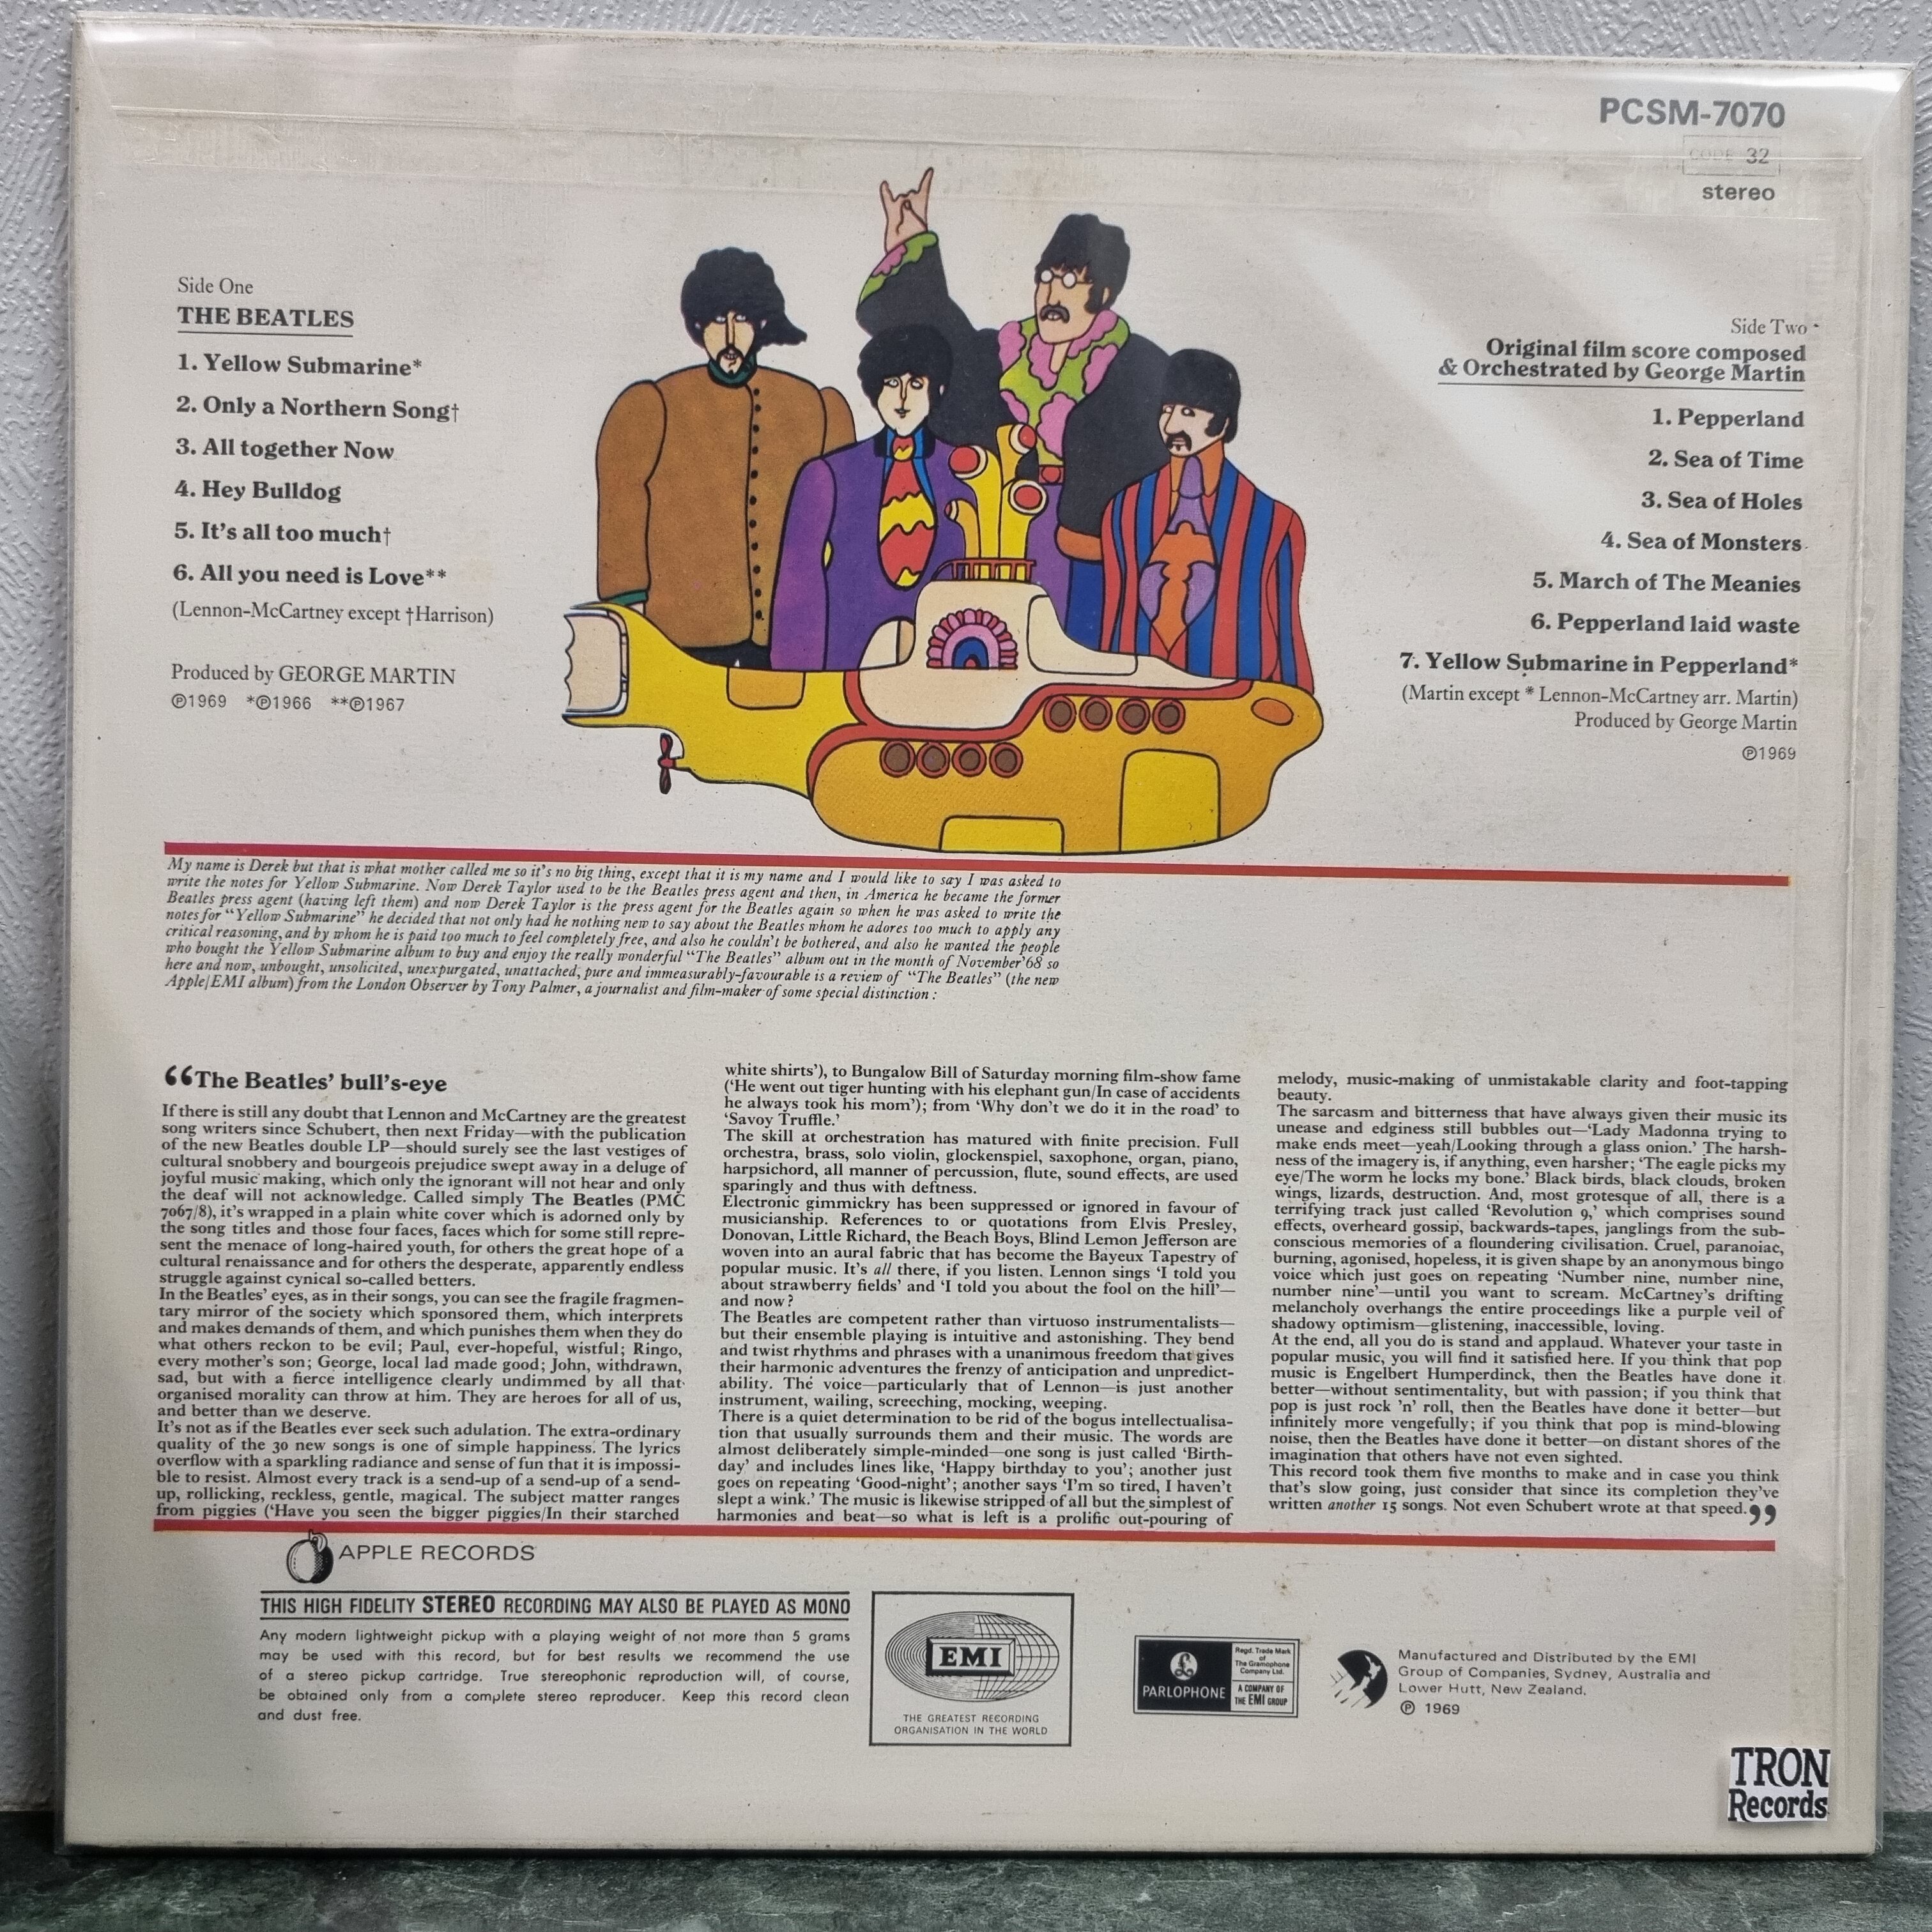 PCSM-7070
CODE 32
stereo
Side One
THE BEATLES
1. Yellow Submarine*
2. Only a Northern Song†
3. All together Now
4. Hey Bulldog
5. It's all too much†
6. All you need is Love**
(Lennon-McCartney except †Harrison)
Produced by GEORGE MARTIN
℗1969 *℗1966 **℗1967
Side Two
Original film score composed
& Orchestrated by George Martin
1. Pepperland
2. Sea of Time
3. Sea of Holes
4. Sea of Monsters
5. March of The Meanies
6. Pepperland laid waste
7. Yellow Submarine in Pepperland*
(Martin except * Lennon-McCartney arr. Martin)
Produced by George Martin
℗1969
My name is Derek but that is what mother called me so it's no big thing, except that it is my name and I would like to say I was asked to
write the notes for Yellow Submarine. Now Derek Taylor used to be the Beatles press agent and then, in America he became the former
Beatles press agent (having left them) and now Derek Taylor is the press agent for the Beatles again so when he was asked to write the
notes for "Yellow Submarine" he decided that not only had he nothing new to say about the Beatles whom he adores too much to apply any
critical reasoning, and by whom he is paid too much to feel completely free, and also he couldn't be bothered, and also he wanted the people
who bought the Yellow Submarine album to buy and enjoy the really wonderful "The Beatles" album out in the month of November'68 so
here and now, unbought, unsolicited, unexpurgated, unattached, pure and immeasurably-favourable is a review of "The Beatles" (the new
Apple/EMI album) from the London Observer by Tony Palmer, a journalist and film-maker of some special distinction :
“The Beatles' bull's-eye
If there is still any doubt that Lennon and McCartney are the greatest
song writers since Schubert, then next Friday—with the publication
of the new Beatles double LP—should surely see the last vestiges of
cultural snobbery and bourgeois prejudice swept away in a deluge of
joyful music making, which only the ignorant will not hear and only
the deaf will not acknowledge. Called simply The Beatles (PMC
7067/8), it's wrapped in a plain white cover which is adorned only by
the song titles and those four faces, faces which for some still repre-
sent the menace of long-haired youth, for others the great hope of a
cultural renaissance and for others the desperate, apparently endless
struggle against cynical so-called betters.
In the Beatles' eyes, as in their songs, you can see the fragile fragmen-
tary mirror of the society which sponsored them, which interprets
and makes demands of them, and which punishes them when they do
what others reckon to be evil; Paul, ever-hopeful, wistful; Ringo,
every mother's son; George, local lad made good; John, withdrawn,
sad, but with a fierce intelligence clearly undimmed by all that
organised morality can throw at him. They are heroes for all of us,
and better than we deserve.
It's not as if the Beatles ever seek such adulation. The extra-ordinary
quality of the 30 new songs is one of simple happiness. The lyrics
overflow with a sparkling radiance and sense of fun that it is impossi-
ble to resist. Almost every track is a send-up of a send-up of a send-
up, rollicking, reckless, gentle, magical. The subject matter ranges
from piggies ('Have you seen the bigger piggies/In their starched
white shirts'), to Bungalow Bill of Saturday morning film-show fame
('He went out tiger hunting with his elephant gun/In case of accidents
he always took his mom'); from 'Why don't we do it in the road' to
'Savoy Truffle.'
The skill at orchestration has matured with finite precision. Full
orchestra, brass, solo violin, glockenspiel, saxophone, organ, piano,
harpsichord, all manner of percussion, flute, sound effects, are used
sparingly and thus with deftness.
Electronic gimmickry has been suppressed or ignored in favour of
musicianship. References to or quotations from Elvis Presley,
Donovan, Little Richard, the Beach Boys, Blind Lemon Jefferson are
woven into an aural fabric that has become the Bayeux Tapestry of
popular music. It's all there, if you listen. Lennon sings 'I told you
about strawberry fields' and 'I told you about the fool on the hill'—
and now?
The Beatles are competent rather than virtuoso instrumentalists—
but their ensemble playing is intuitive and astonishing. They bend
and twist rhythms and phrases with a unanimous freedom that gives
their harmonic adventures the frenzy of anticipation and unpredict-
ability. The voice—particularly that of Lennon—is just another
instrument, wailing, screeching, mocking, weeping.
There is a quiet determination to be rid of the bogus intellectualisa-
tion that usually surrounds them and their music. The words are
almost deliberately simple-minded—one song is just called 'Birth-
day' and includes lines like, 'Happy birthday to you'; another just
goes on repeating 'Good-night'; another says 'I'm so tired, I haven't
slept a wink.' The music is likewise stripped of all but the simplest of
harmonies and beat—so what is left is a prolific out-pouring of
melody, music-making of unmistakable clarity and foot-tapping
beauty.
The sarcasm and bitterness that have always given their music its
unease and edginess still bubbles out—'Lady Madonna trying to
make ends meet—yeah/Looking through a glass onion.' The harsh-
ness of the imagery is, if anything, even harsher; 'The eagle picks my
eye/The worm he locks my bone.' Black birds, black clouds, broken
wings, lizards, destruction. And, most grotesque of all, there is a
terrifying track just called 'Revolution 9,' which comprises sound
effects, overheard gossip, backwards-tapes, janglings from the sub-
conscious memories of a floundering civilisation. Cruel, paranoiac,
burning, agonised, hopeless, it is given shape by an anonymous bingo
voice which just goes on repeating 'Number nine, number nine,
number nine'—until you want to scream. McCartney's drifting
melancholy overhangs the entire proceedings like a purple veil of
shadowy optimism—glistening, inaccessible, loving.
At the end, all you do is stand and applaud. Whatever your taste in
popular music, you will find it satisfied here. If you think that pop
music is Engelbert Humperdinck, then the Beatles have done it
better—without sentimentality, but with passion; if you think that
pop is just rock 'n' roll, then the Beatles have done it better—but
infinitely more vengefully; if you think that pop is mind-blowing
noise, then the Beatles have done it better—on distant shores of the
imagination that others have not even sighted.
This record took them five months to make and in case you think
that's slow going, just consider that since its completion they've
written another 15 songs. Not even Schubert wrote at that speed.”
APPLE RECORDS
THIS HIGH FIDELITY STEREO RECORDING MAY ALSO BE PLAYED AS MONO
Any modern lightweight pickup with a playing weight of not more than 5 grams
may be used with this record, but for best results we recommend the use
of a stereo pickup cartridge. True stereophonic reproduction will, of course,
be obtained only from a complete stereo reproducer. Keep this record clean
and dust free.
EMI
THE GREATEST RECORDING
ORGANISATION IN THE WORLD
£
PARLOPHONE
Regd. Trade Mark
of
The Gramophone
Company Ltd.
A COMPANY OF
THE EMI GROUP
Manufactured and Distributed by the EMI
Group of Companies, Sydney, Australia and
Lower Hutt, New Zealand.
℗ 1969
TRON
Records